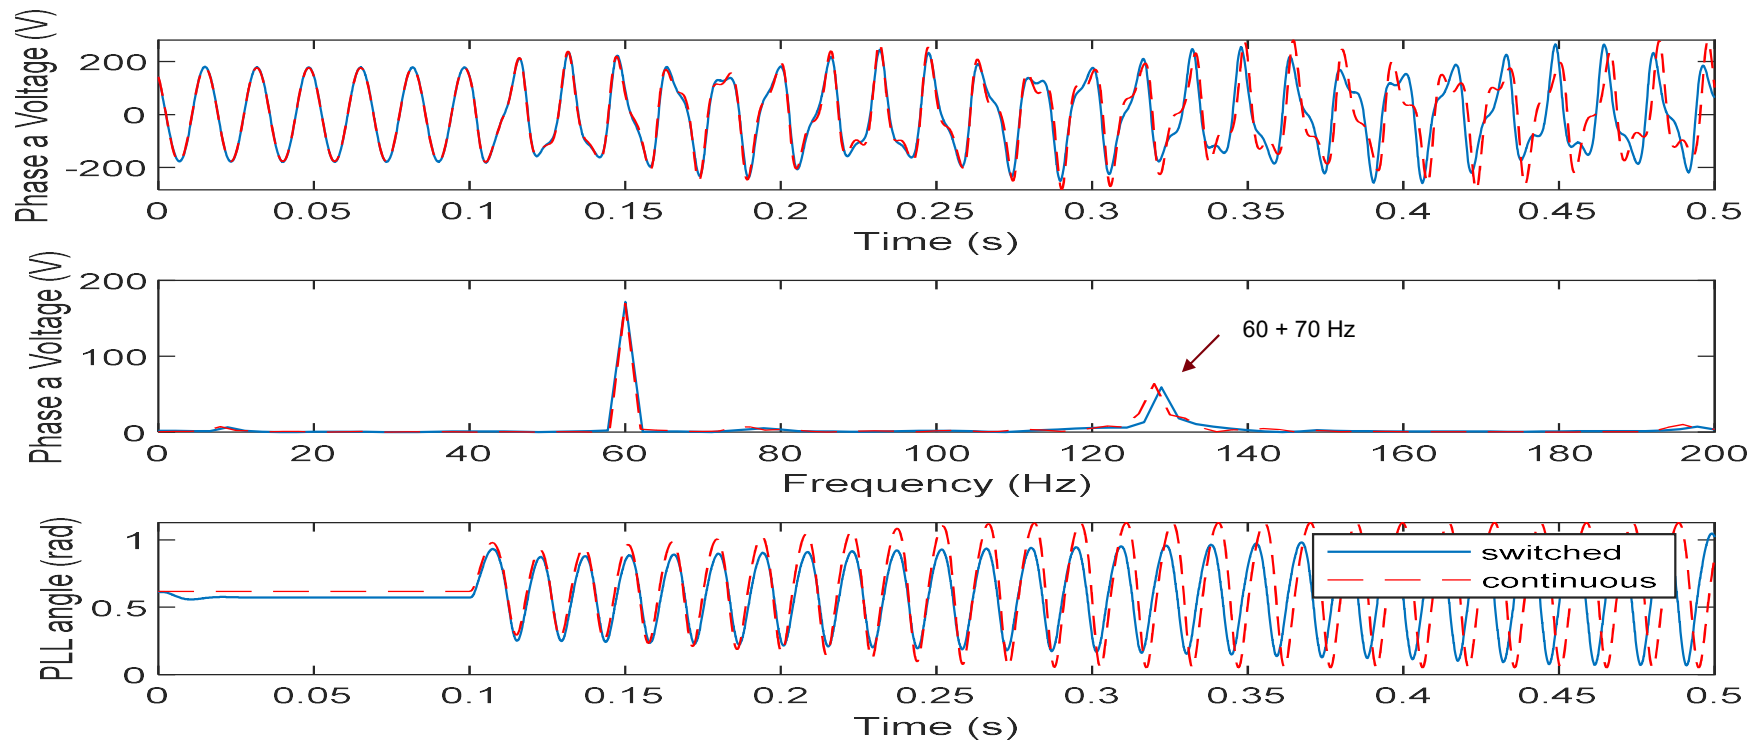 Phase a Voltage (V)
200
0
-200
0 0.05 0.1 0.15 0.2 0.25 0.3 0.35 0.4 0.45 0.5
Time (s)
Phase a Voltage (V)
200
100
0
60 + 70 Hz
0 20 40 60 80 100 120 140 160 180 200
Frequency (Hz)
PLL angle (rad)
1
0.5
0
switched
continuous
0 0.05 0.1 0.15 0.2 0.25 0.3 0.35 0.4 0.45 0.5
Time (s)